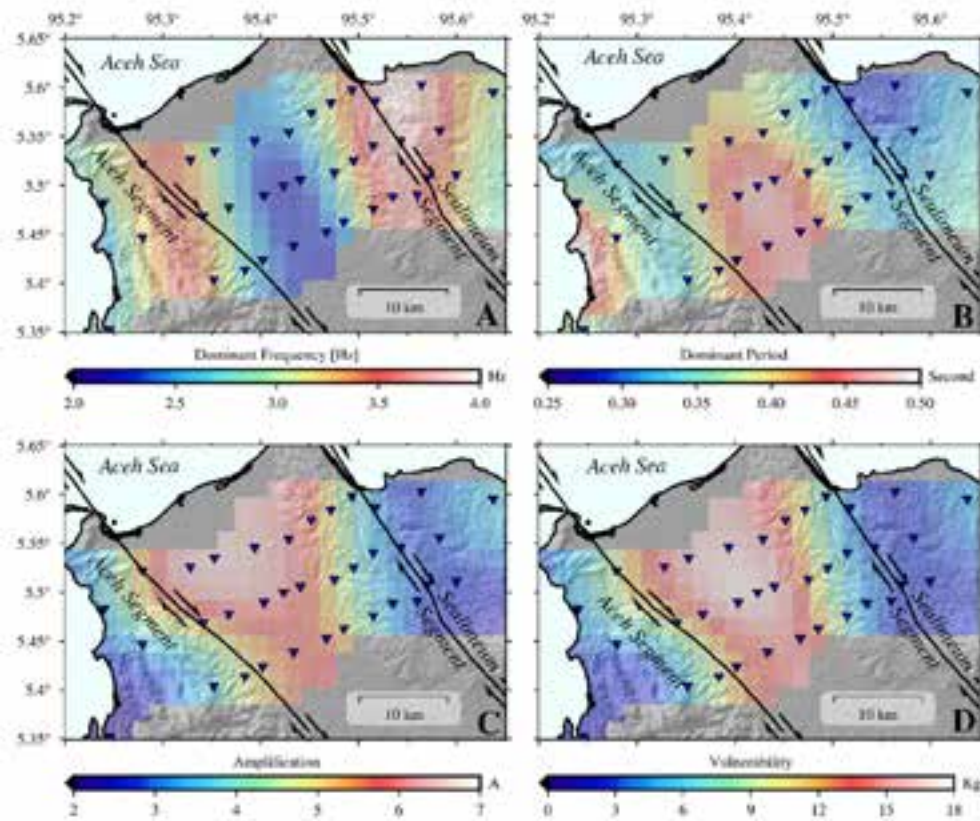 95.2° 95.3° 95.4° 95.5° 95.6° 95.2° 95.3° 95.4° 95.5° 95.6°
5.65°
5.6°
5.55°
5.5°
5.45°
5.4°
5.35°
Aceh Sea
Aceh Segment
Seulimeum
Segment
10 km
A
Aceh Sea
Aceh Segment
Seulimeum
Segment
10 km
B
Dominant Frequency [Hz]
Hz
2.0 2.5 3.0 3.5 4.0
Dominant Period
Second
0.25 0.30 0.35 0.40 0.45 0.50
5.65°
5.6°
5.55°
5.5°
5.45°
5.4°
5.35°
Aceh Sea
Aceh Segment
Seulimeum
Segment
10 km
C
Aceh Sea
Aceh Segment
Seulimeum
Segment
10 km
D
Amplification
A
2 3 4 5 6 7
Vulnerability
Kg
0 3 6 9 12 15 18